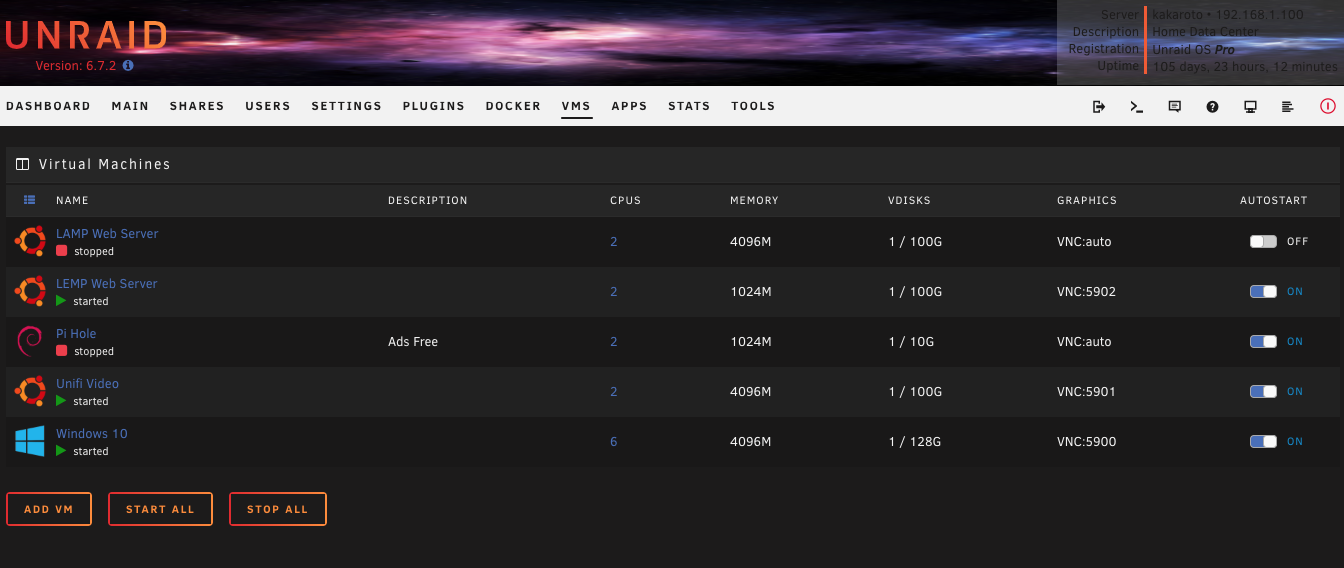 UNRAID
Version: 6.7.2
Server kakaroto • 192.168.1.100
Description Home Data Center
Registration Unraid OS Pro
Uptime 105 days, 23 hours, 12 minutes
DASHBOARD MAIN SHARES USERS SETTINGS PLUGINS DOCKER VMS APPS STATS TOOLS
Virtual Machines
NAME DESCRIPTION CPUS MEMORY VDISKS GRAPHICS AUTOSTART
LAMP Web Server
stopped
2 4096M 1 / 100G VNC:auto OFF
LEMP Web Server
started
2 1024M 1 / 100G VNC:5902 ON
Pi Hole
stopped
Ads Free 2 1024M 1 / 10G VNC:auto ON
Unifi Video
started
2 4096M 1 / 100G VNC:5901 ON
Windows 10
started
6 4096M 1 / 128G VNC:5900 ON
ADD VM START ALL STOP ALL